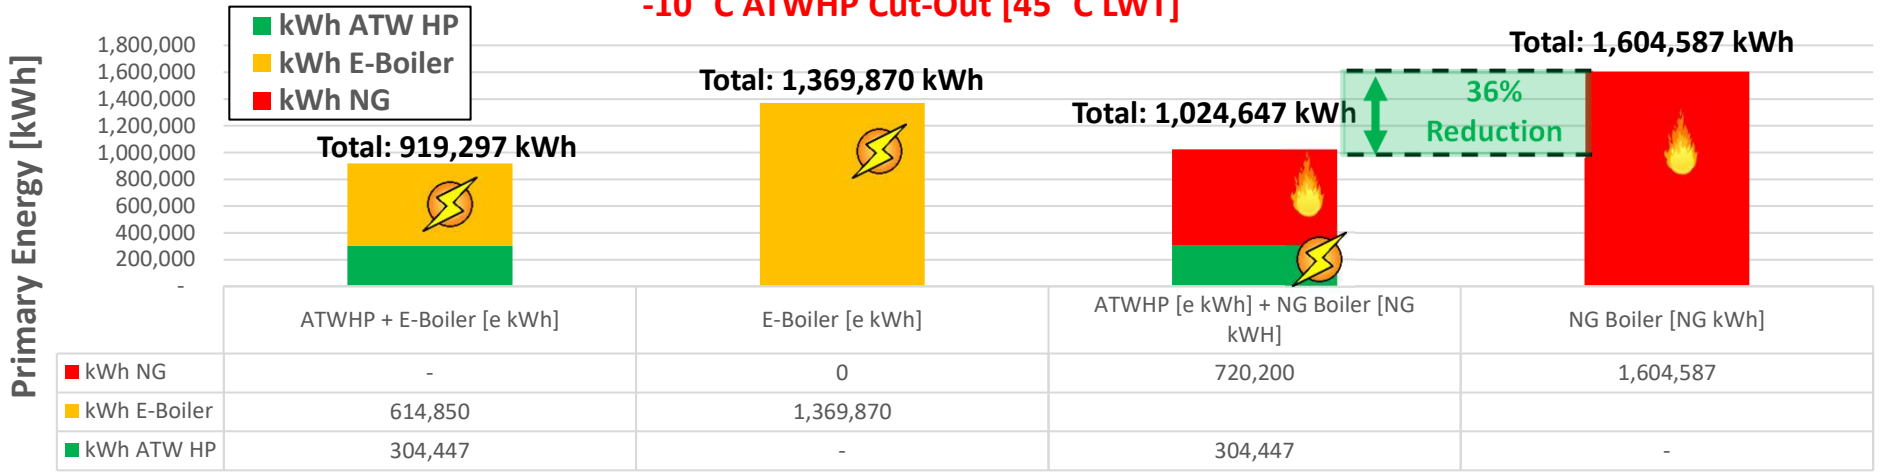 -10 °C ATWHP Cut-Out [45 °C LWT]
Primary Energy [kWh]
kWh ATW HP
kWh E-Boiler
kWh NG
1,800,000
1,600,000
1,400,000
1,200,000
1,000,000
800,000
600,000
400,000
200,000
-
Total: 919,297 kWh
Total: 1,369,870 kWh
Total: 1,024,647 kWh
Total: 1,604,587 kWh
36%
Reduction
ATWHP + E-Boiler [e kWh]
E-Boiler [e kWh]
ATWHP [e kWh] + NG Boiler [NG
kWH]
NG Boiler [NG kWh]
kWh NG - 0 720,200 1,604,587
kWh E-Boiler 614,850 1,369,870
kWh ATW HP 304,447 - 304,447 -